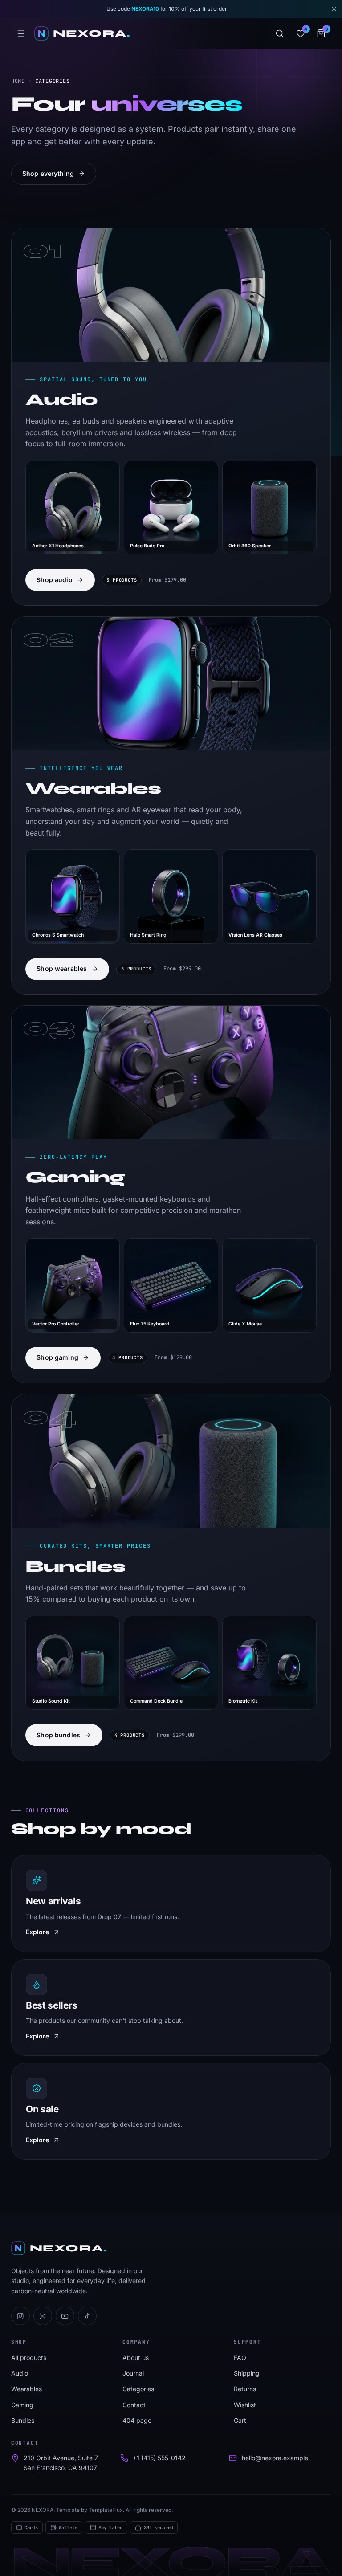 Use code NEXORA10 for 10% off your first order
N NEXORA.
HOME > CATEGORIES
Four universes
Every category is designed as a system. Products pair instantly, share one
app and get better with every update.
Shop everything
01
SPATIAL SOUND, TUNED TO YOU
Audio
Headphones, earbuds and speakers engineered with adaptive
acoustics, beryllium drivers and lossless wireless — from deep
focus to full-room immersion.
Aether X1 Headphones
Pulse Buds Pro
Orbit 360 Speaker
Shop audio
3 PRODUCTS
From $179.00
02
INTELLIGENCE YOU WEAR
Wearables
Smartwatches, smart rings and AR eyewear that read your body,
understand your day and augment your world — quietly and
beautifully.
Chronos S Smartwatch
Halo Smart Ring
Vision Lens AR Glasses
Shop wearables
3 PRODUCTS
From $299.00
03
ZERO-LATENCY PLAY
Gaming
Hall-effect controllers, gasket-mounted keyboards and
featherweight mice built for competitive precision and marathon
sessions.
Vector Pro Controller
Flux 75 Keyboard
Glide X Mouse
Shop gaming
3 PRODUCTS
From $129.00
04
CURATED KITS, SMARTER PRICES
Bundles
Hand-paired sets that work beautifully together — and save up to
15% compared to buying each product on its own.
Studio Sound Kit
Command Deck Bundle
Biometric Kit
Shop bundles
4 PRODUCTS
From $299.00
COLLECTIONS
Shop by mood
New arrivals
The latest releases from Drop 07 — limited first runs.
Explore
Best sellers
The products our community can't stop talking about.
Explore
On sale
Limited-time pricing on flagship devices and bundles.
Explore
N NEXORA.
Objects from the near future. Designed in our
studio, engineered for everyday life, delivered
carbon-neutral worldwide.
SHOP
All products
Audio
Wearables
Gaming
Bundles
COMPANY
About us
Journal
Categories
Contact
404 page
SUPPORT
FAQ
Shipping
Returns
Wishlist
Cart
CONTACT
210 Orbit Avenue, Suite 7
San Francisco, CA 94107
+1 (415) 555-0142
hello@nexora.example
© 2026 NEXORA. Template by TemplateFlux. All rights reserved.
Cards
Wallets
Pay later
SSL secured
NEXORA